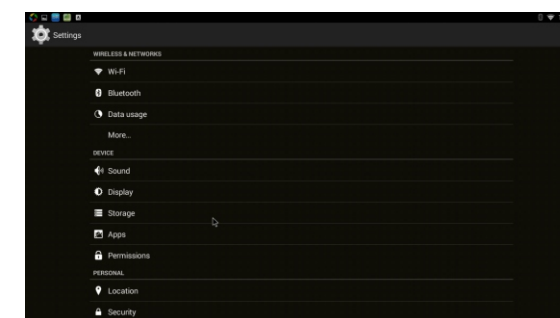 Settings
WIRELESS & NETWORKS
Wi-Fi
Bluetooth
Data usage
More...
DEVICE
Sound
Display
Storage
Apps
Permissions
PERSONAL
Location
Security